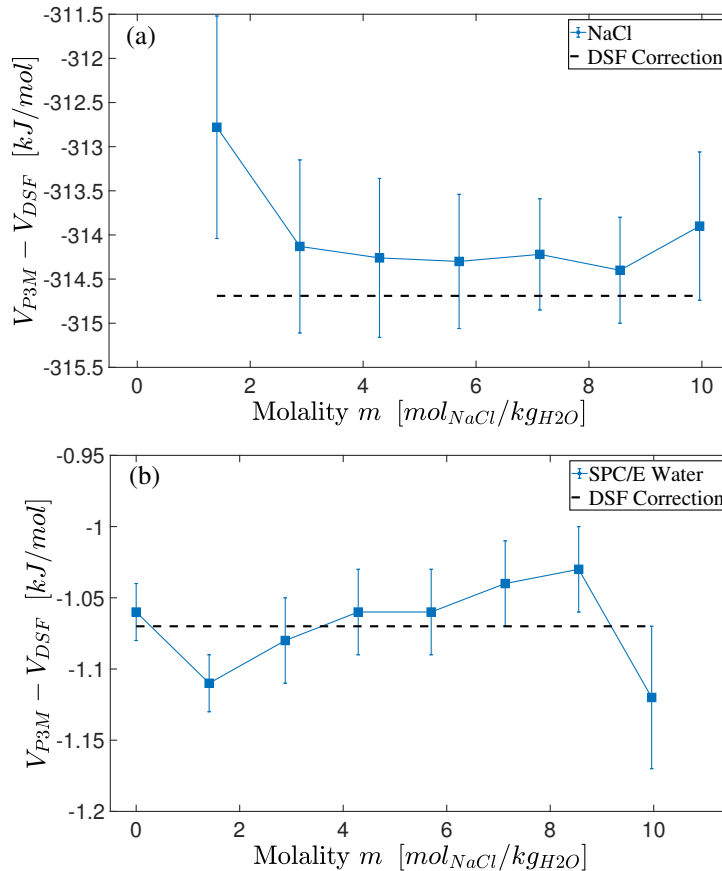 (a)
NaCl
DSF Correction
-311.5
-312
-312.5
-313
-313.5
-314
-314.5
-315
-315.5
V_{P3M} − V_{DSF} [kJ/mol]
0 2 4 6 8 10
Molality m [mol_{NaCl}/kg_{H2O}]
(b)
SPC/E Water
DSF Correction
-0.95
-1
-1.05
-1.1
-1.15
-1.2
V_{P3M} − V_{DSF} [kJ/mol]
0 2 4 6 8 10
Molality m [mol_{NaCl}/kg_{H2O}]